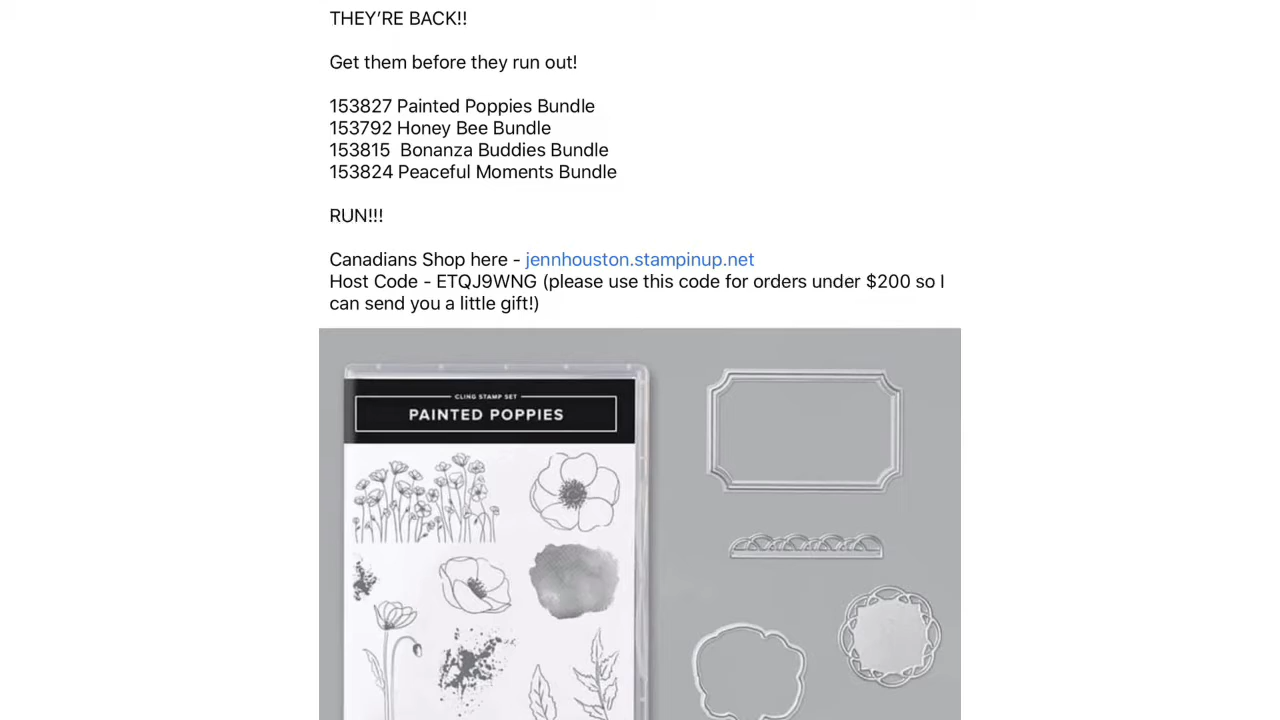 THEY’RE BACK!!
Get them before they run out!
153827 Painted Poppies Bundle
153792 Honey Bee Bundle
153815  Bonanza Buddies Bundle
153824 Peaceful Moments Bundle
RUN!!!
Canadians Shop here - jennhouston.stampinup.net
Host Code - ETQJ9WNG (please use this code for orders under $200 so I
can send you a little gift!)
CLING STAMP SET
PAINTED POPPIES